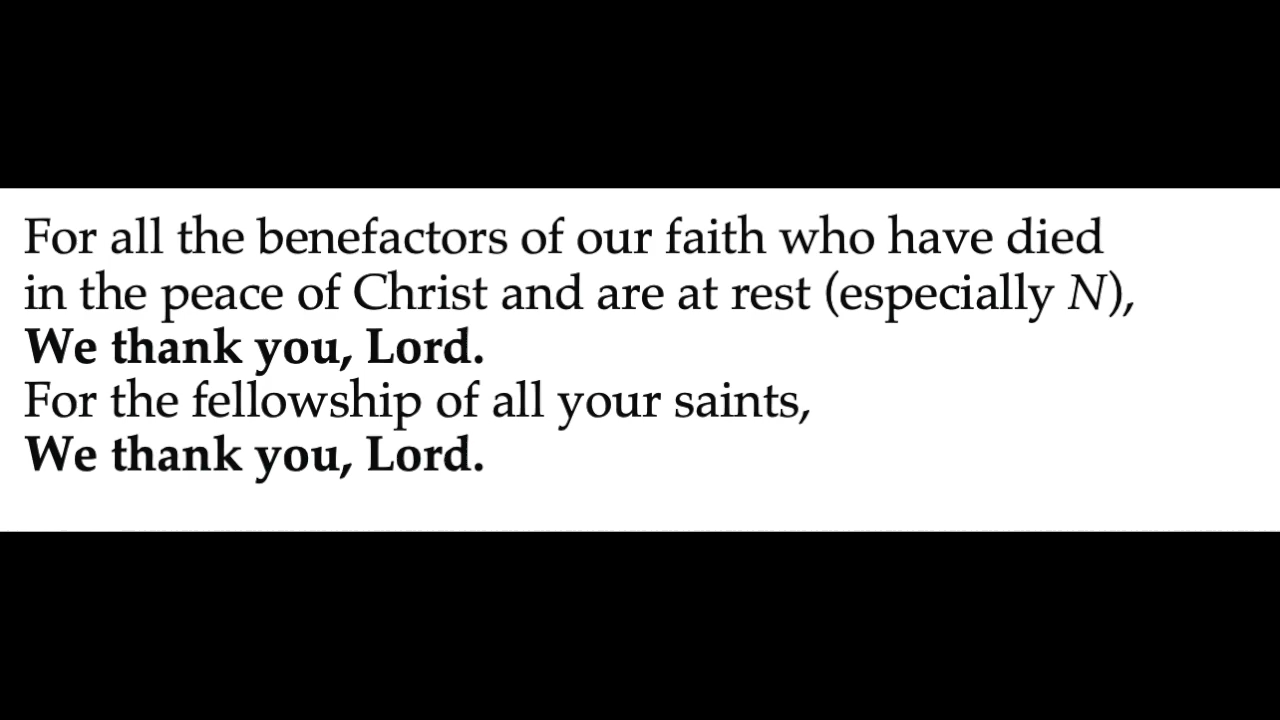 For all the benefactors of our faith who have died
in the peace of Christ and are at rest (especially N),
We thank you, Lord.
For the fellowship of all your saints,
We thank you, Lord.